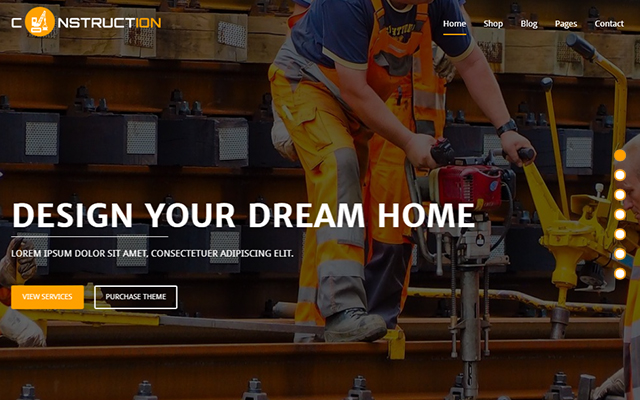 CONSTRUCTION
Home Shop Blog Pages Contact
DESIGN YOUR DREAM HOME
LOREM IPSUM DOLOR SIT AMET, CONSECTETUER ADIPISCING ELIT.
VIEW SERVICES PURCHASE THEME